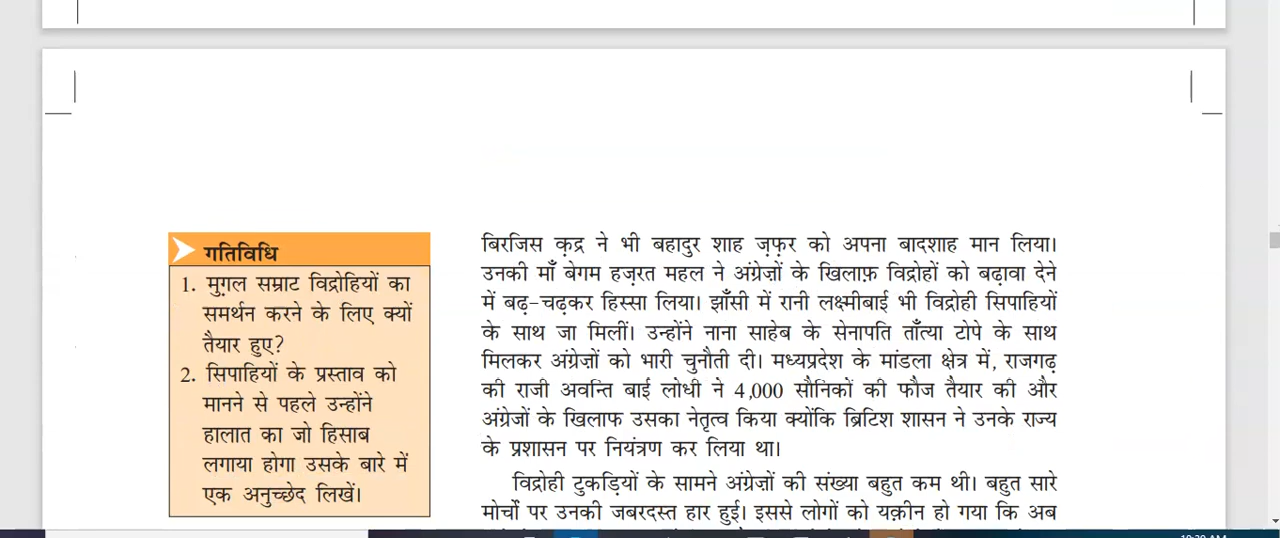 गतिविधि
1. मुग़ल सम्राट विद्रोहियों का
समर्थन करने के लिए क्यों
तैयार हुए?
2. सिपाहियों के प्रस्ताव को
मानने से पहले उन्होंने
हालात का जो हिसाब
लगाया होगा उसके बारे में
एक अनुच्छेद लिखें।
बिरजिस क़द्र ने भी बहादुर शाह ज़फ़र को अपना बादशाह मान लिया।
उनकी माँ बेगम हज़रत महल ने अंग्रेज़ों के खिलाफ़ विद्रोहों को बढ़ावा देने
में बढ़-चढ़कर हिस्सा लिया। झाँसी में रानी लक्ष्मीबाई भी विद्रोही सिपाहियों
के साथ जा मिलीं। उन्होंने नाना साहेब के सेनापति ताँत्या टोपे के साथ
मिलकर अंग्रेज़ों को भारी चुनौती दी। मध्यप्रदेश के मांडला क्षेत्र में, राजगढ़
की राजी अवन्ति बाई लोधी ने 4,000 सौनिकों की फौज तैयार की और
अंग्रेजों के खिलाफ उसका नेतृत्व किया क्योंकि ब्रिटिश शासन ने उनके राज्य
के प्रशासन पर नियंत्रण कर लिया था।
विद्रोही टुकड़ियों के सामने अंग्रेज़ों की संख्या बहुत कम थी। बहुत सारे
मोर्चों पर उनकी जबरदस्त हार हुई। इससे लोगों को यक़ीन हो गया कि अब